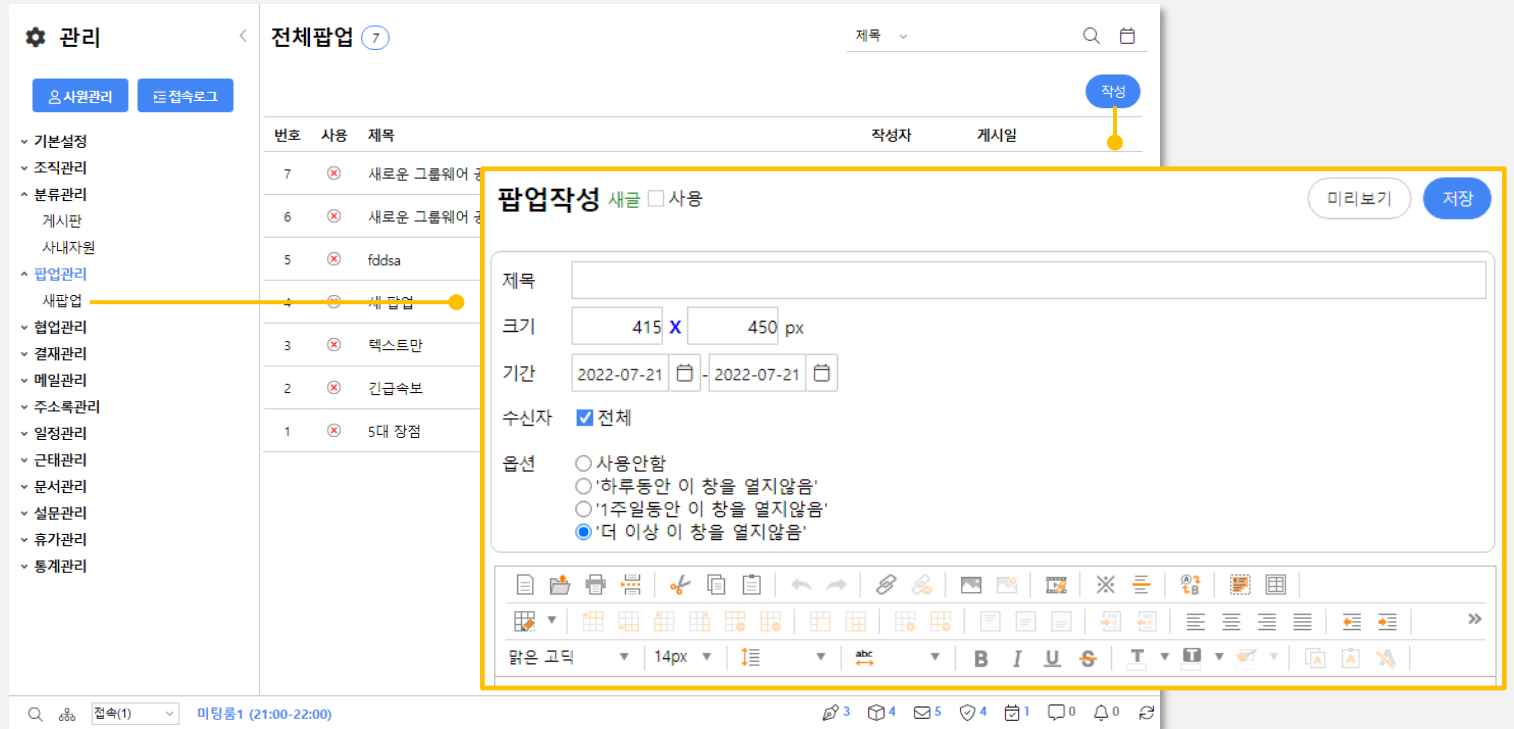 관리
사원관리 접속로그
기본설정
조직관리
분류관리
게시판
사내자원
팝업관리
새팝업
협업관리
결재관리
메일관리
주소록관리
일정관리
근태관리
문서관리
설문관리
휴가관리
통계관리
전체팝업 7
제목
작성
번호 사용 제목 작성자 게시일
7 새로운 그룹웨어
6 새로운 그룹웨어
5 fddsa
4 새 팝업
3 텍스트만
2 긴급속보
1 5대 장점
팝업작성 새글 사용 미리보기 저장
제목
크기 415 X 450 px
기간 2022-07-21 - 2022-07-21
수신자 전체
옵션 사용안함
'하루동안 이 창을 열지않음'
'1주일동안 이 창을 열지않음'
'더 이상 이 창을 열지않음'
맑은 고딕 14px abc B I U S T T
접속(1) 미팅룸1 (21:00-22:00) 3 4 5 4 1 0 0